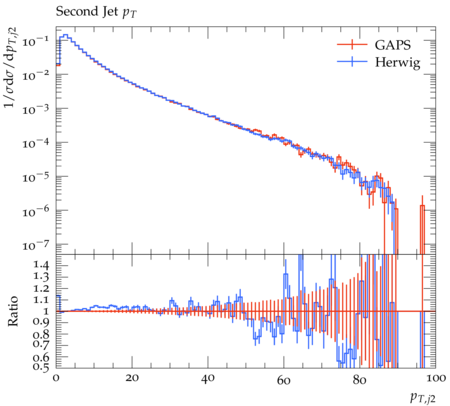 Second Jet pT
1/σdσ/dpT,j2
GAPS
Herwig
10⁻¹
10⁻²
10⁻³
10⁻⁴
10⁻⁵
10⁻⁶
10⁻⁷
Ratio
1.4
1.3
1.2
1.1
1
0.9
0.8
0.7
0.6
0.5
0 20 40 60 80 100
pT,j2